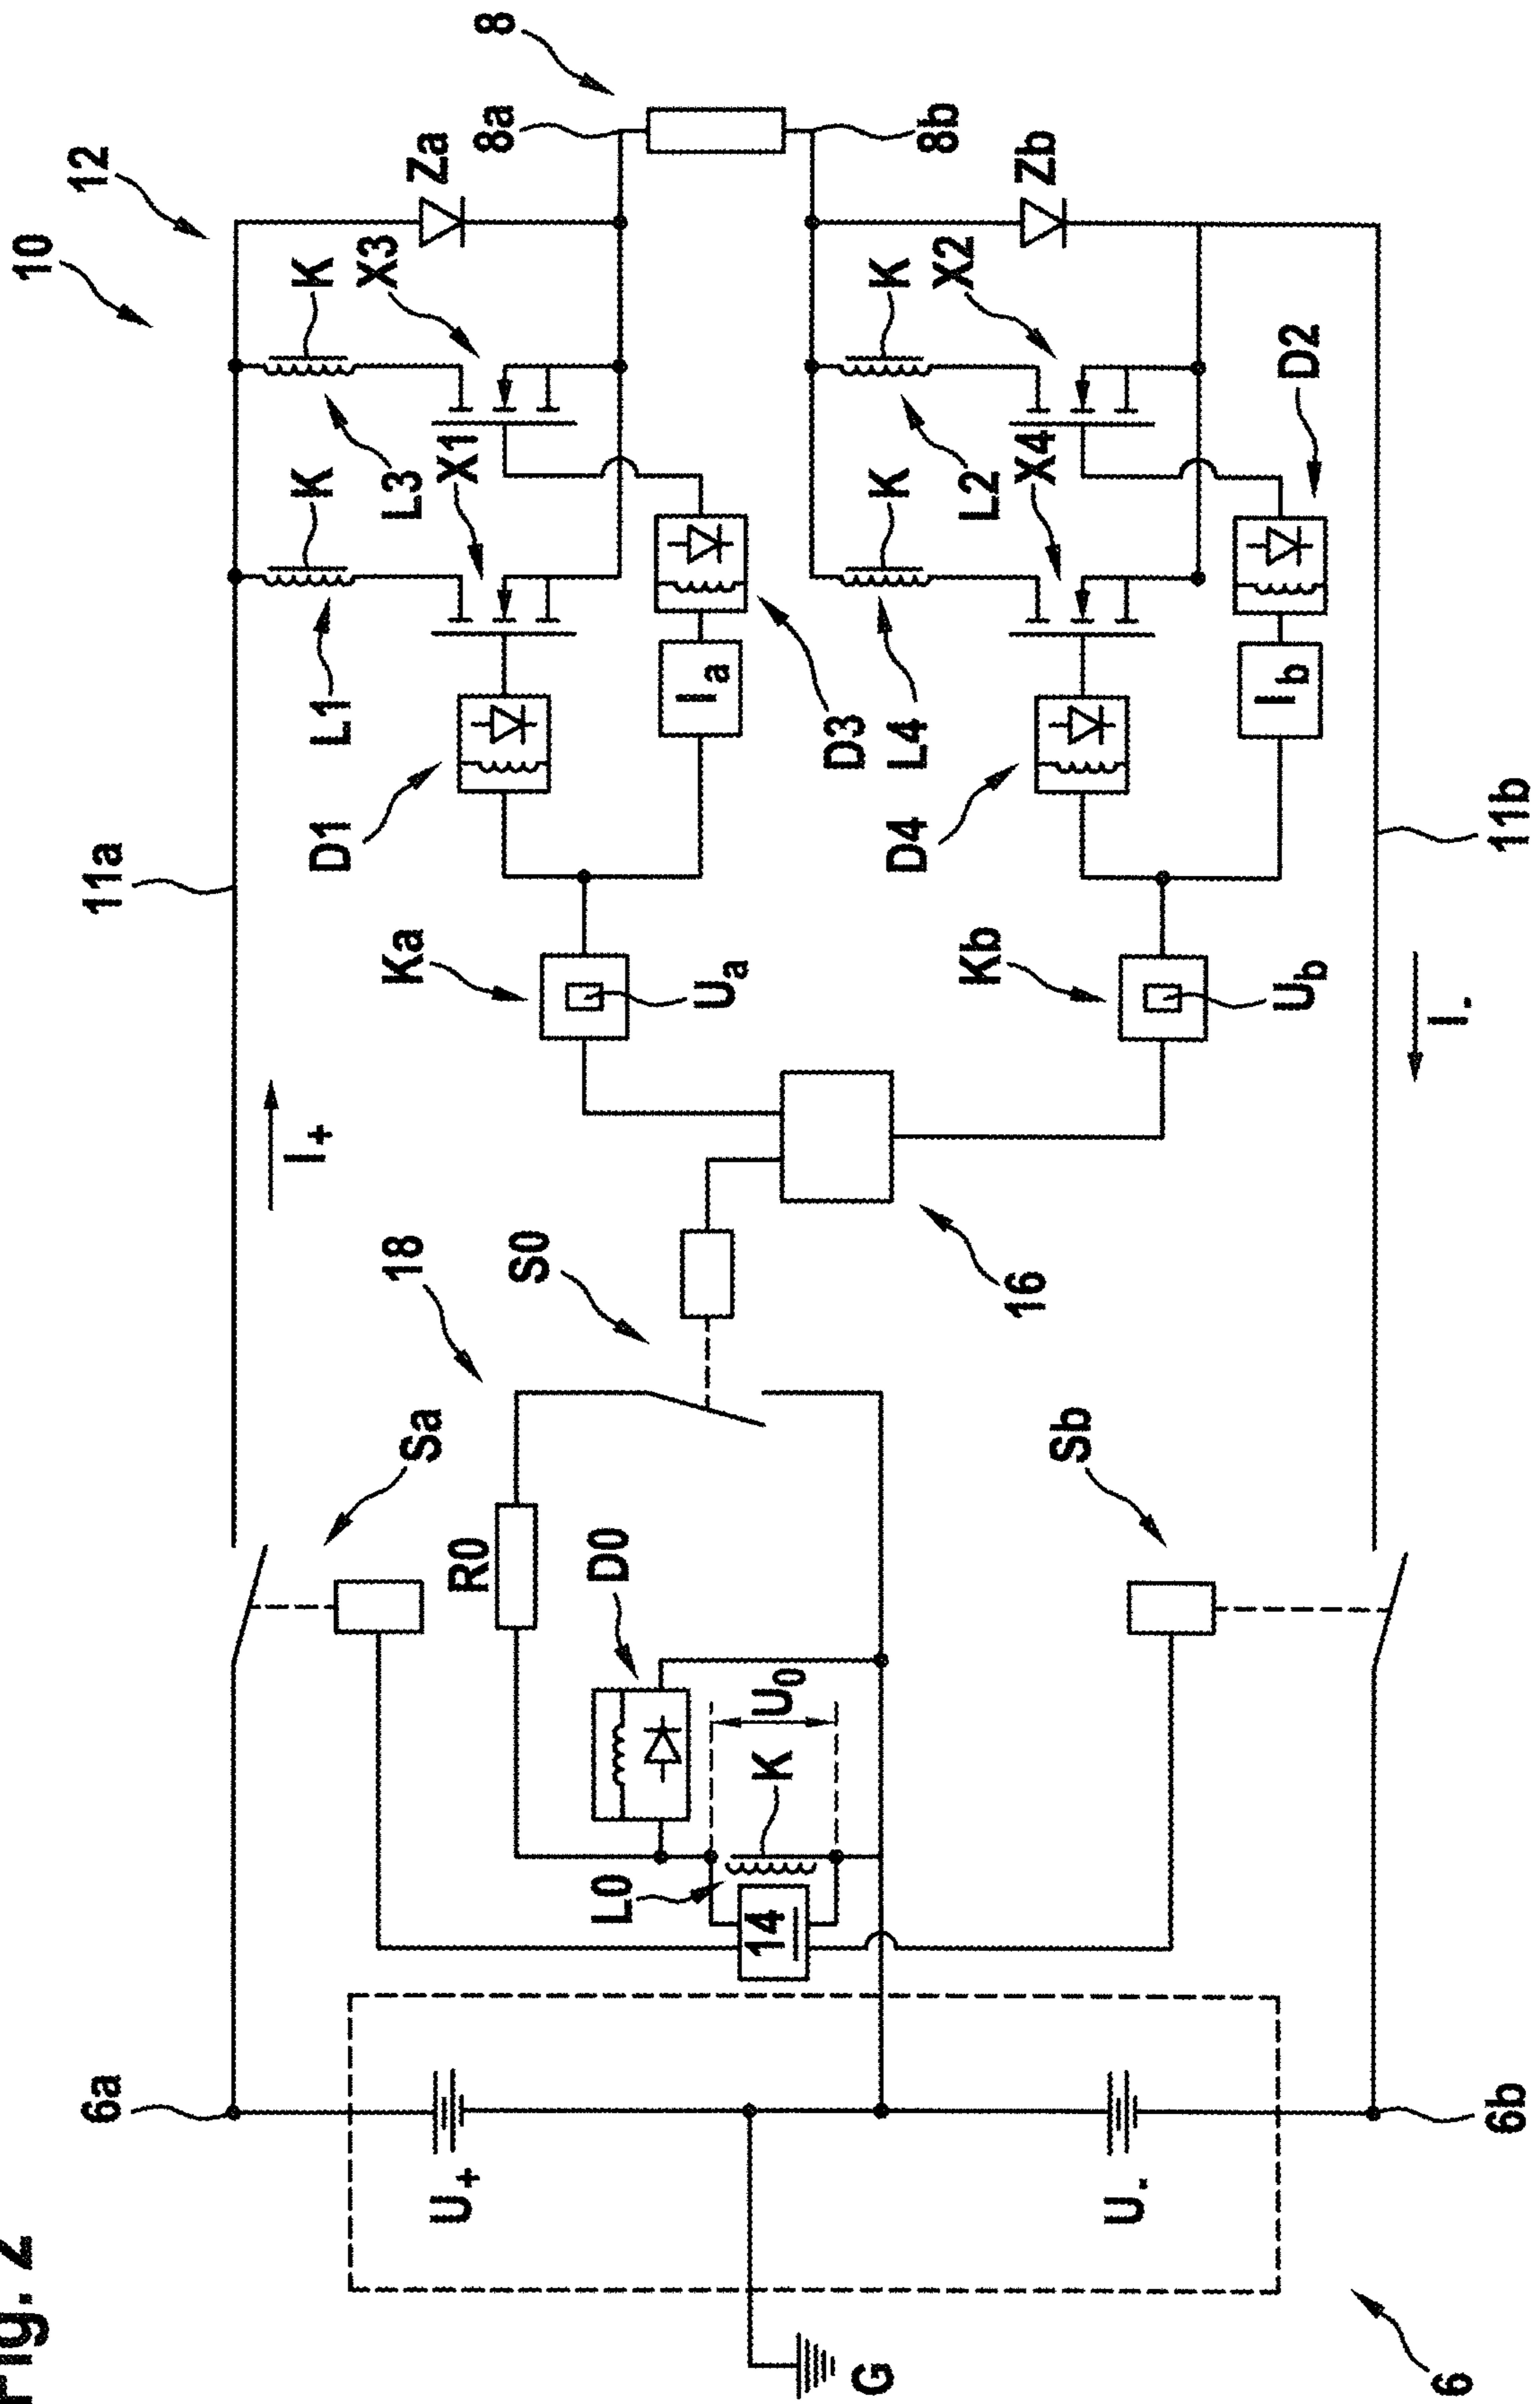 Fig. 2
10
12
8
8a
8b
Za
Zb
K
X3
K
X2
D2
K
L3
X1
K
L2
X4
L1
Ia
D3
L4
Ib
D1
D4
11a
11b
Ka
Ua
Kb
Ub
I+
I-
18
S0
16
Sa
Sb
R0
D0
U0
K
L0
14
6a
6b
U+
U-
G
6